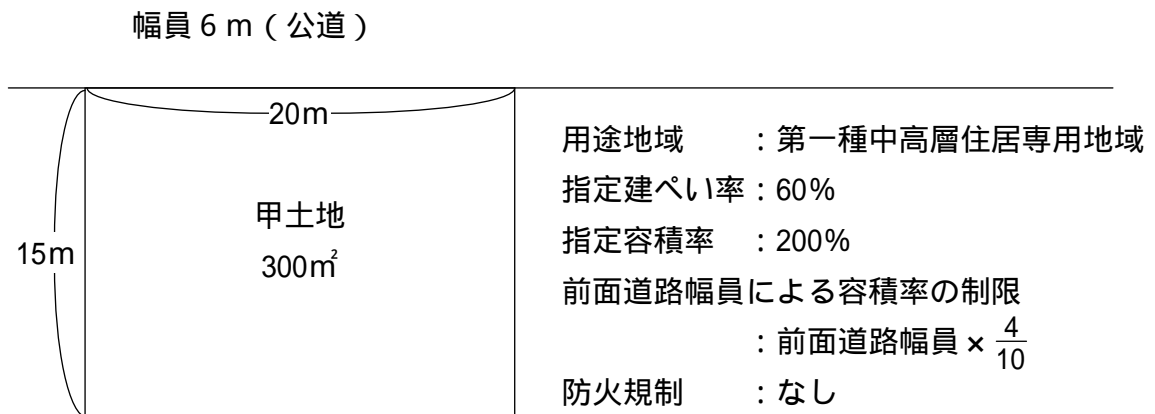 幅員6m(公道)
20m
甲土地
300㎡
15m
用途地域 :第一種中高層住居専用地域
指定建ぺい率:60%
指定容積率 :200%
前面道路幅員による容積率の制限
:前面道路幅員×4/10
防火規制 :なし